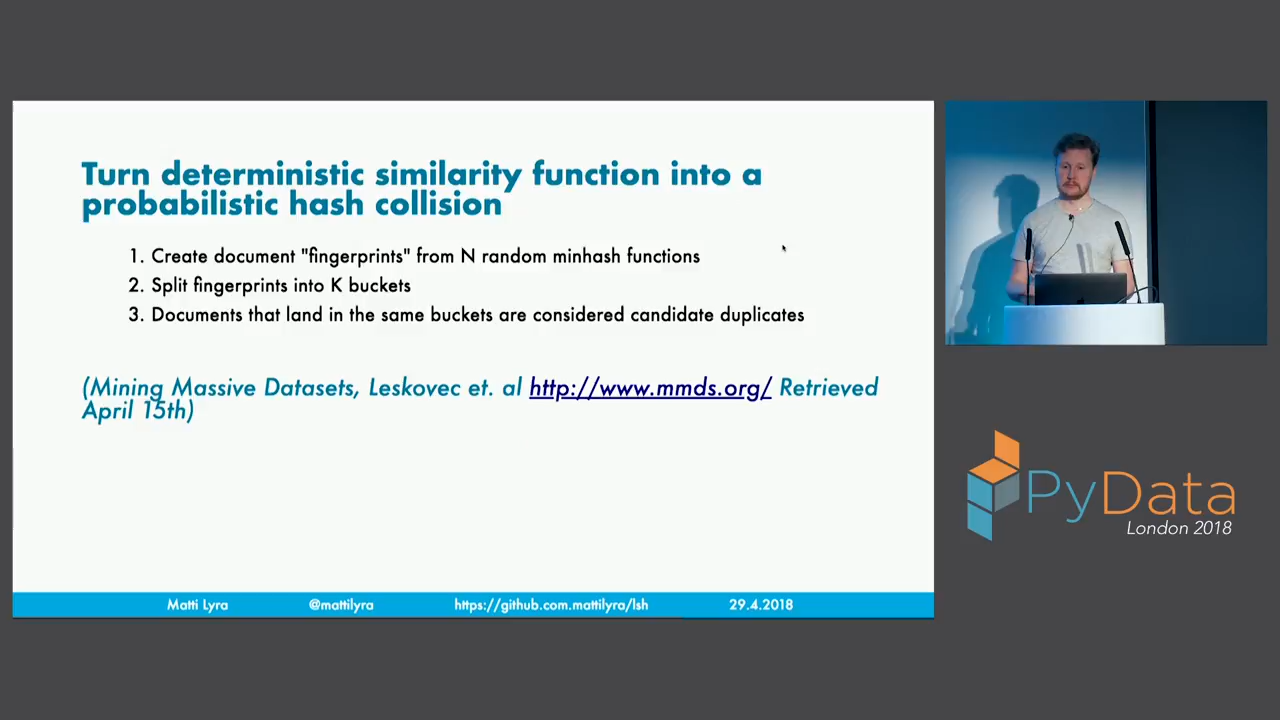 Turn deterministic similarity function into a
probabilistic hash collision
1. Create document "fingerprints" from N random minhash functions
2. Split fingerprints into K buckets
3. Documents that land in the same buckets are considered candidate duplicates
(Mining Massive Datasets, Leskovec et. al http://www.mmds.org/ Retrieved
April 15th)
Matti Lyra @mattilyra https://github.com.mattilyra/lsh 29.4.2018
PyData
London 2018